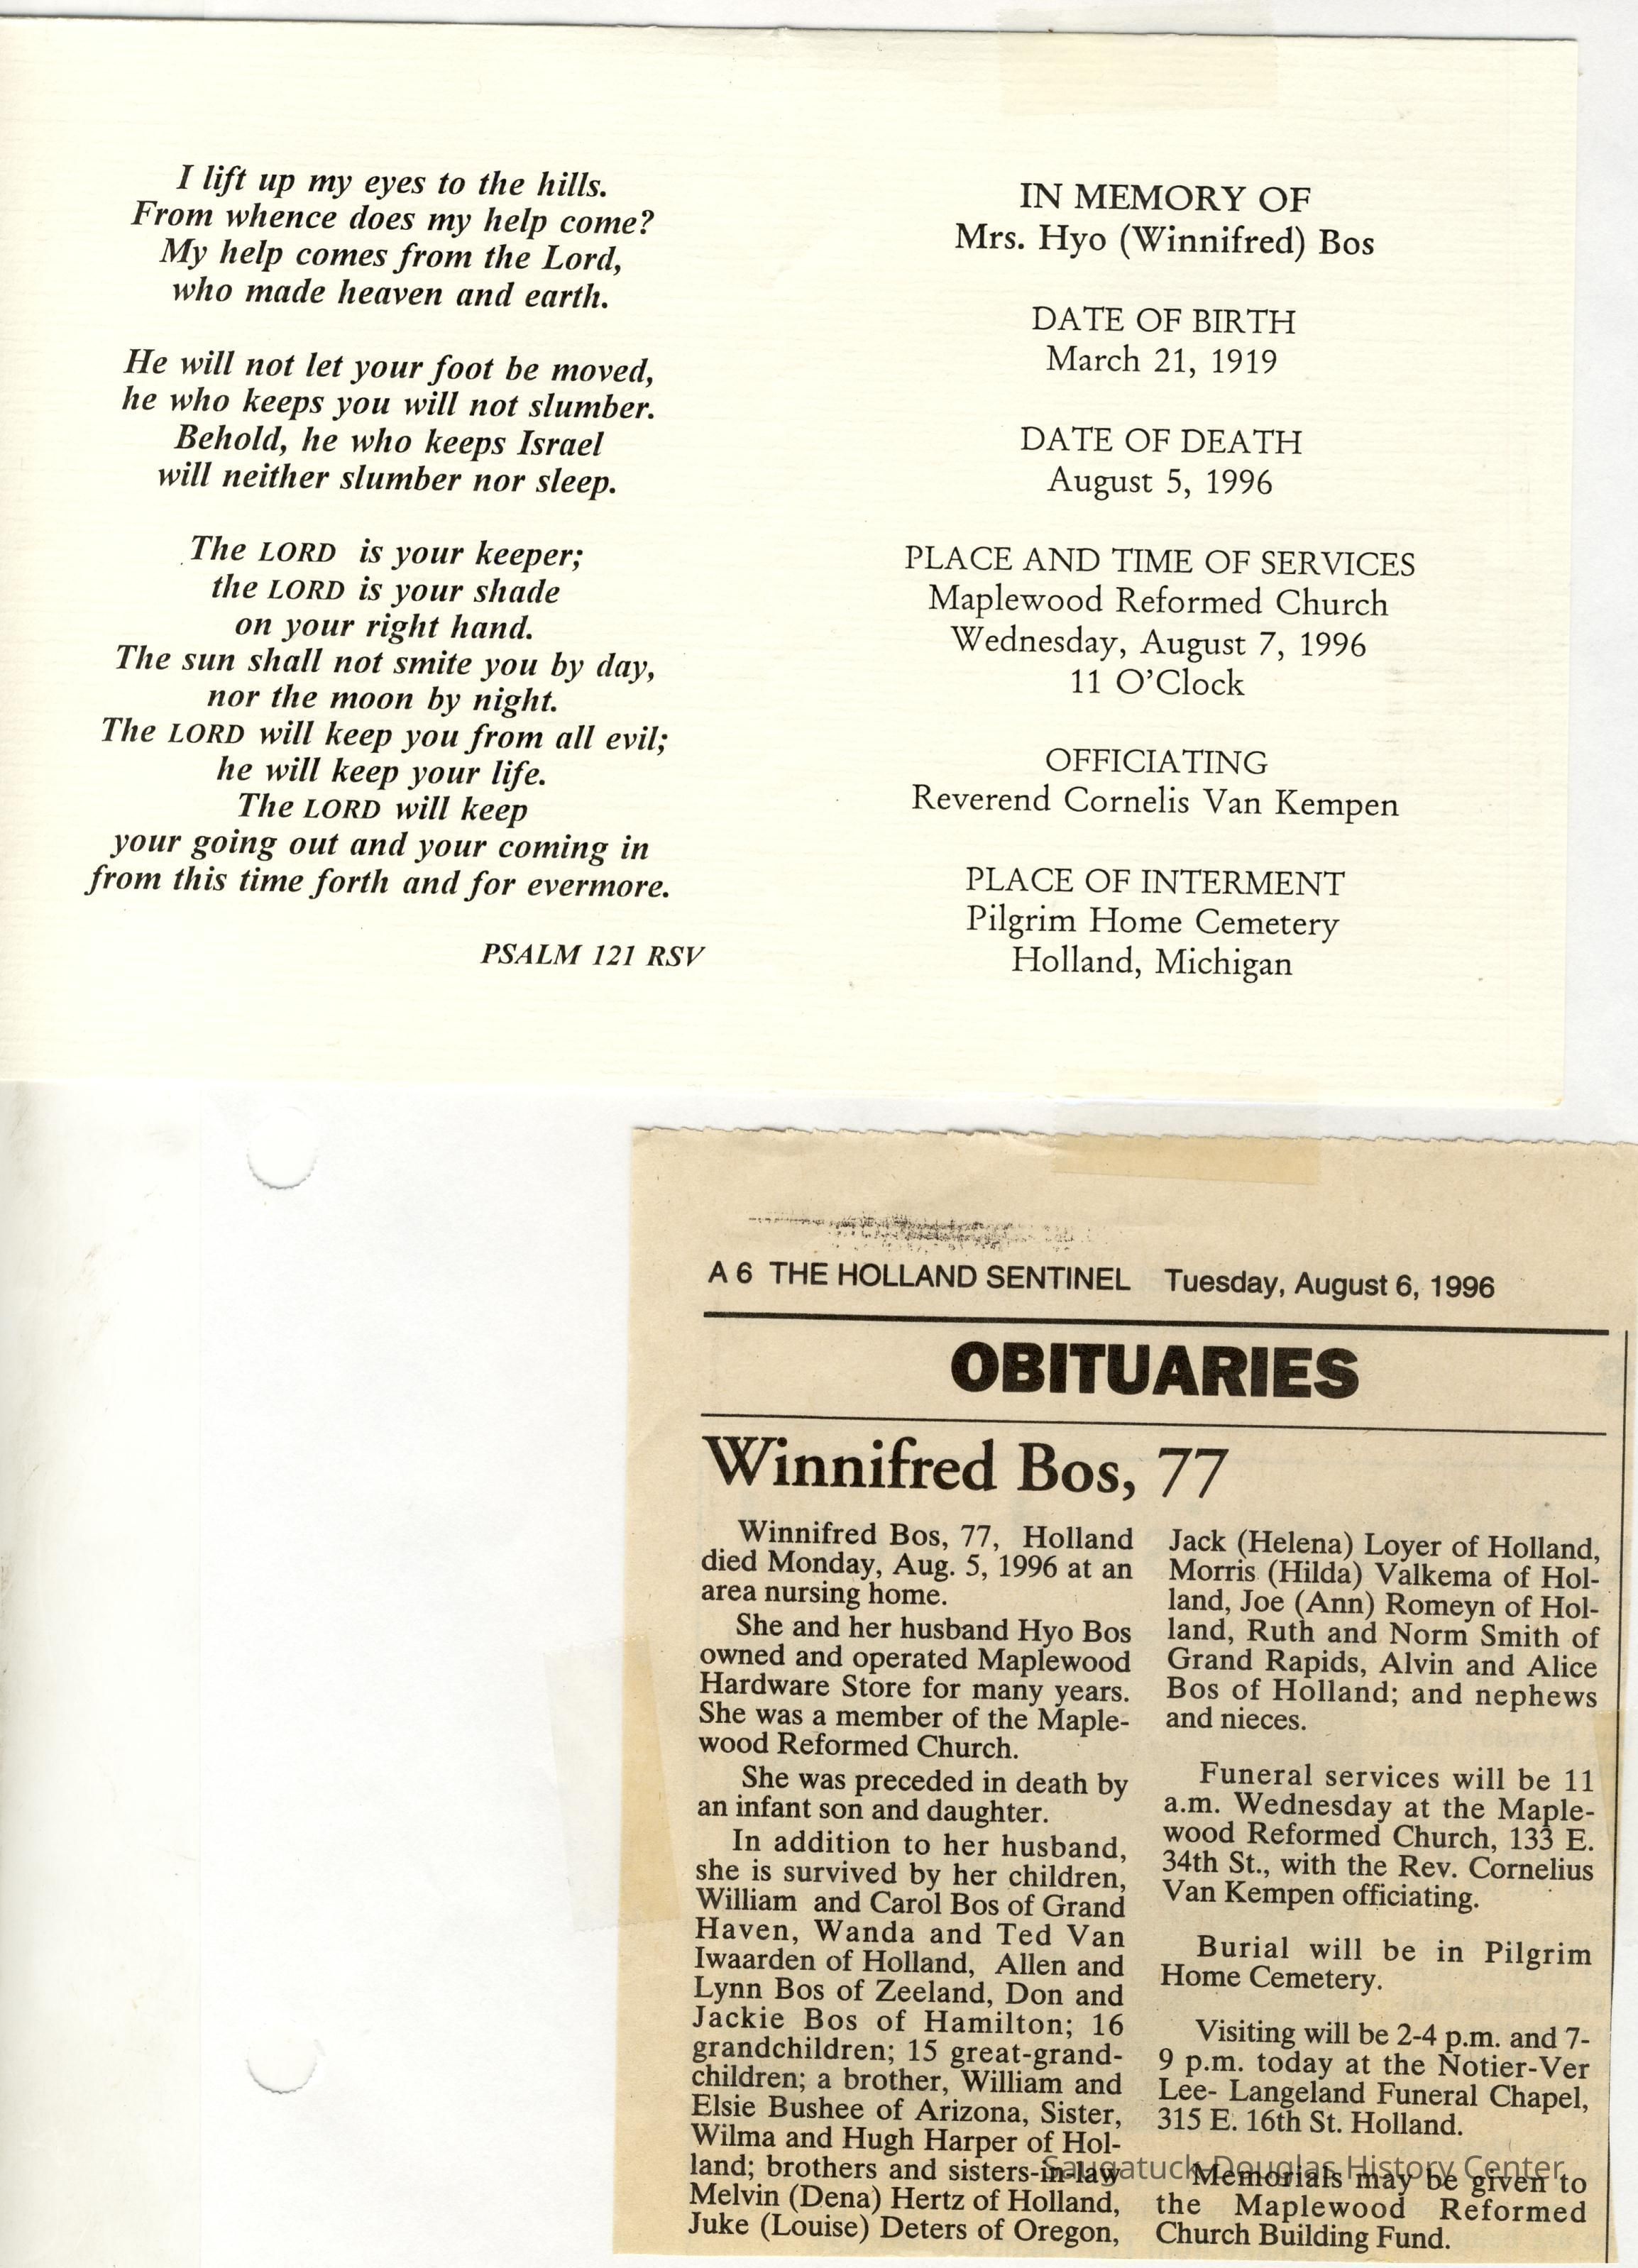 I lift up my eyes to the hills.
From whence does my help come?
My help comes from the Lord,
who made heaven and earth.
He will not let your foot be moved,
he who keeps you will not slumber.
Behold, he who keeps Israel
will neither slumber nor sleep.
The LORD is your keeper;
the LORD is your shade
on your right hand.
The sun shall not smite you by day,
nor the moon by night.
The LORD will keep you from all evil;
he will keep your life.
The LORD will keep
your going out and your coming in
from this time forth and for evermore.
PSALM 121 RSV
IN MEMORY OF
Mrs. Hyo (Winnifred) Bos
DATE OF BIRTH
March 21, 1919
DATE OF DEATH
August 5, 1996
PLACE AND TIME OF SERVICES
Maplewood Reformed Church
Wednesday, August 7, 1996
11 O'Clock
OFFICIATING
Reverend Cornelis Van Kempen
PLACE OF INTERMENT
Pilgrim Home Cemetery
Holland, Michigan
A 6 THE HOLLAND SENTINEL Tuesday, August 6, 1996
OBITUARIES
Winnifred Bos, 77
Winnifred Bos, 77, Holland
died Monday, Aug. 5, 1996 at an
area nursing home.
She and her husband Hyo Bos
owned and operated Maplewood
Hardware Store for many years.
She was a member of the Maple-
wood Reformed Church.
She was preceded in death by
an infant son and daughter.
In addition to her husband,
she is survived by her children,
William and Carol Bos of Grand
Haven, Wanda and Ted Van
Iwaarden of Holland, Allen and
Lynn Bos of Zeeland, Don and
Jackie Bos of Hamilton; 16
grandchildren; 15 great-grand-
children; a brother, William and
Elsie Bushee of Arizona, Sister,
Wilma and Hugh Harper of Hol-
land; brothers and sisters-in-law
Melvin (Dena) Hertz of Holland,
Juke (Louise) Deters of Oregon,
Jack (Helena) Loyer of Holland,
Morris (Hilda) Valkema of Hol-
land, Joe (Ann) Romeyn of Hol-
land, Ruth and Norm Smith of
Grand Rapids, Alvin and Alice
Bos of Holland; and nephews
and nieces.
Funeral services will be 11
a.m. Wednesday at the Maple-
wood Reformed Church, 133 E.
34th St., with the Rev. Cornelius
Van Kempen officiating.
Burial will be in Pilgrim
Home Cemetery.
Visiting will be 2-4 p.m. and 7-
9 p.m. today at the Notier-Ver
Lee- Langeland Funeral Chapel,
315 E. 16th St. Holland.
Memorials may be given to
the Maplewood Reformed
Church Building Fund.
Saugatuck-Douglas History Center